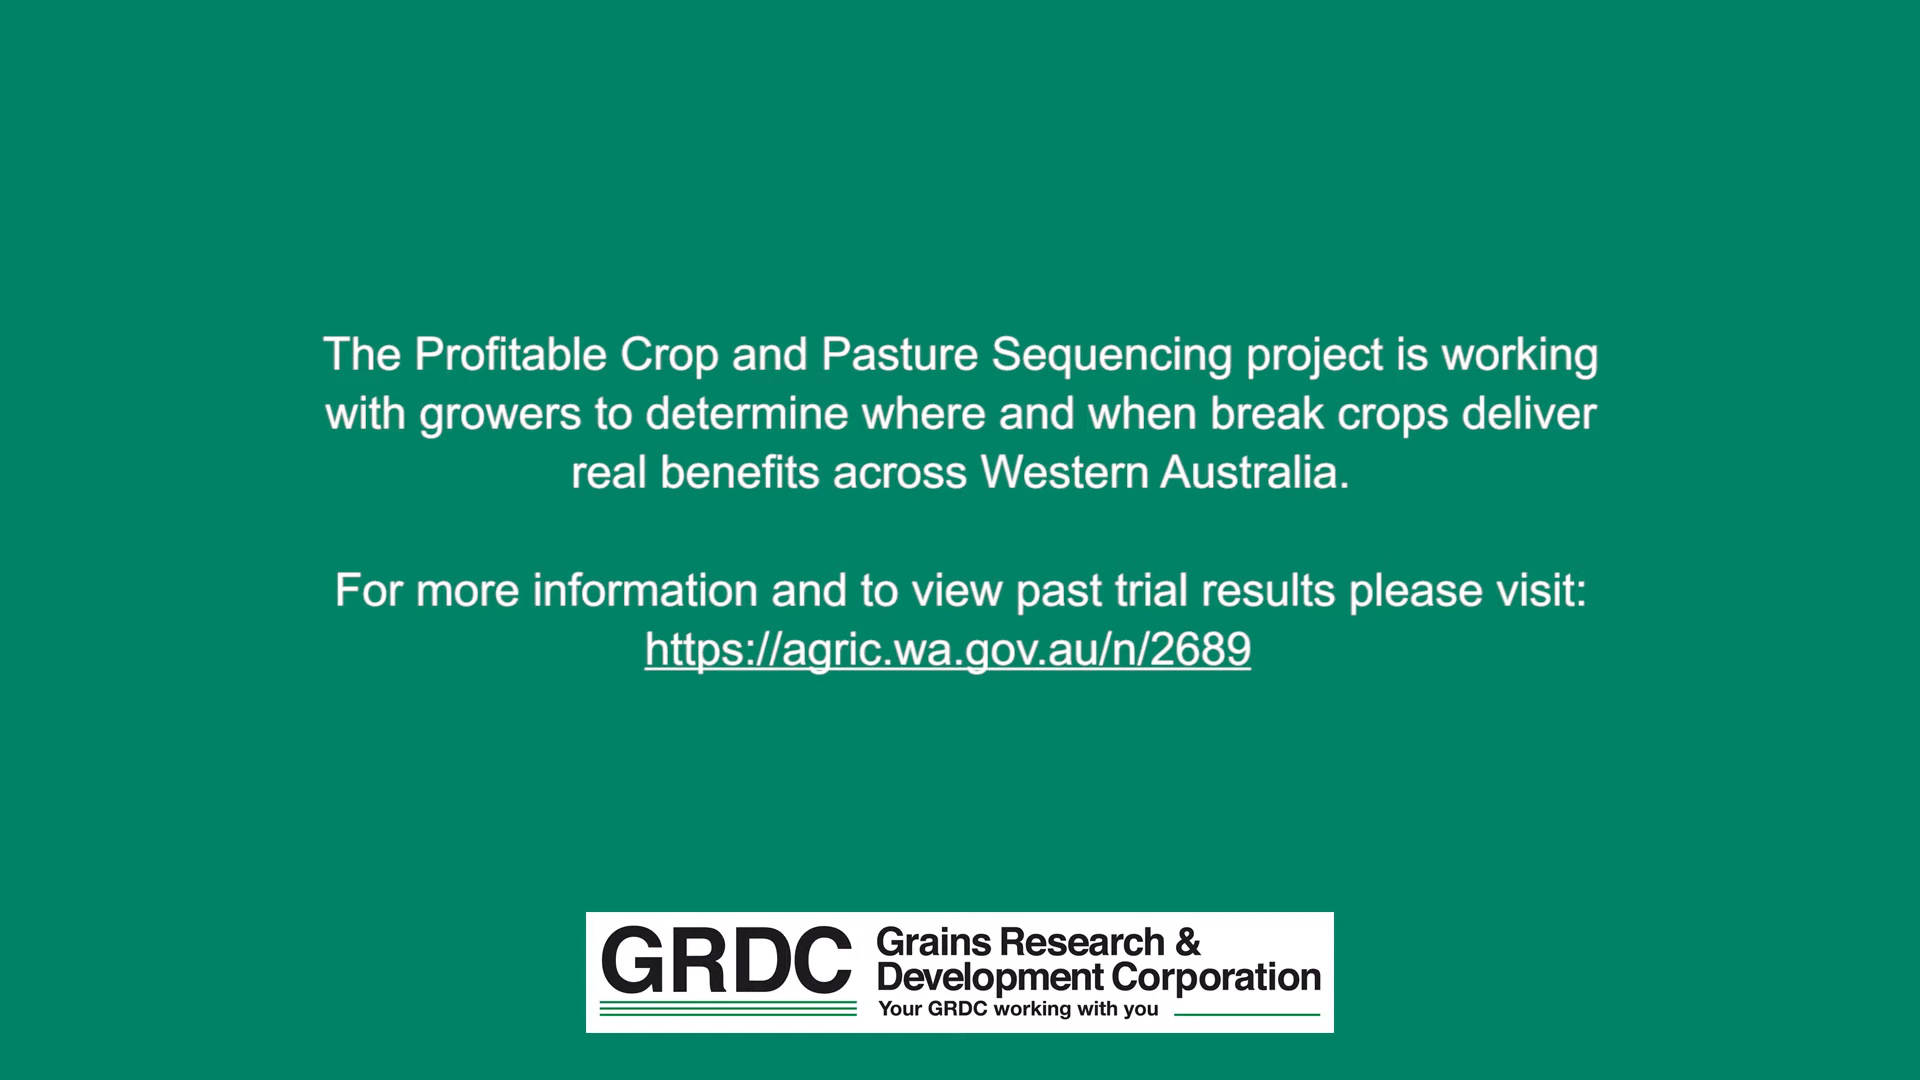 The Profitable Crop and Pasture Sequencing project is working
with growers to determine where and when break crops deliver
real benefits across Western Australia.
For more information and to view past trial results please visit:
https://agric.wa.gov.au/n/2689
GRDC
Grains Research &
Development Corporation
Your GRDC working with you